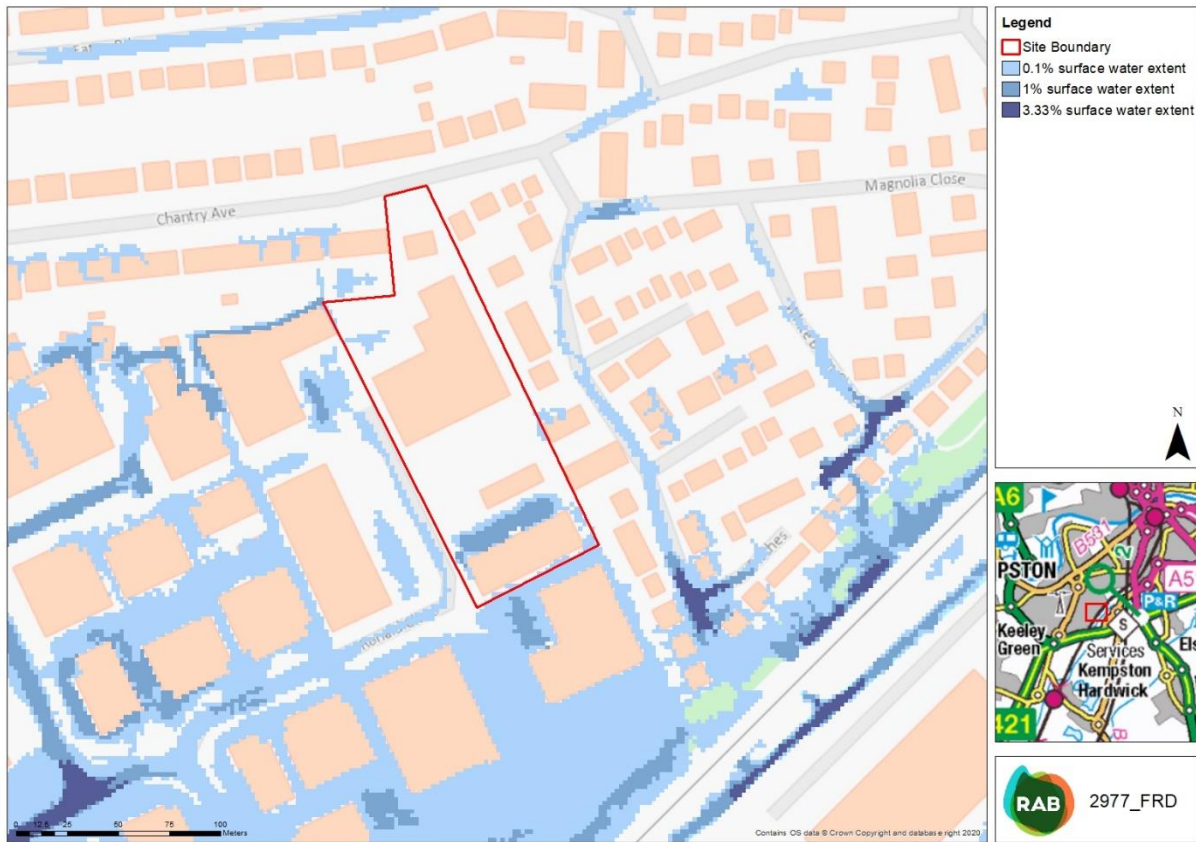 Chantry Ave
Magnolia Close
0 12.5 25 50 75 100
Meters
Contains OS data © Crown Copyright and database right 2020
Legend
Site Boundary
0.1% surface water extent
1% surface water extent
3.33% surface water extent
N
A6
B531
PSTON
A5
P&R
Keeley
Green
S
Services
Els
Kempston
Hardwick
421
RAB
2977_FRD